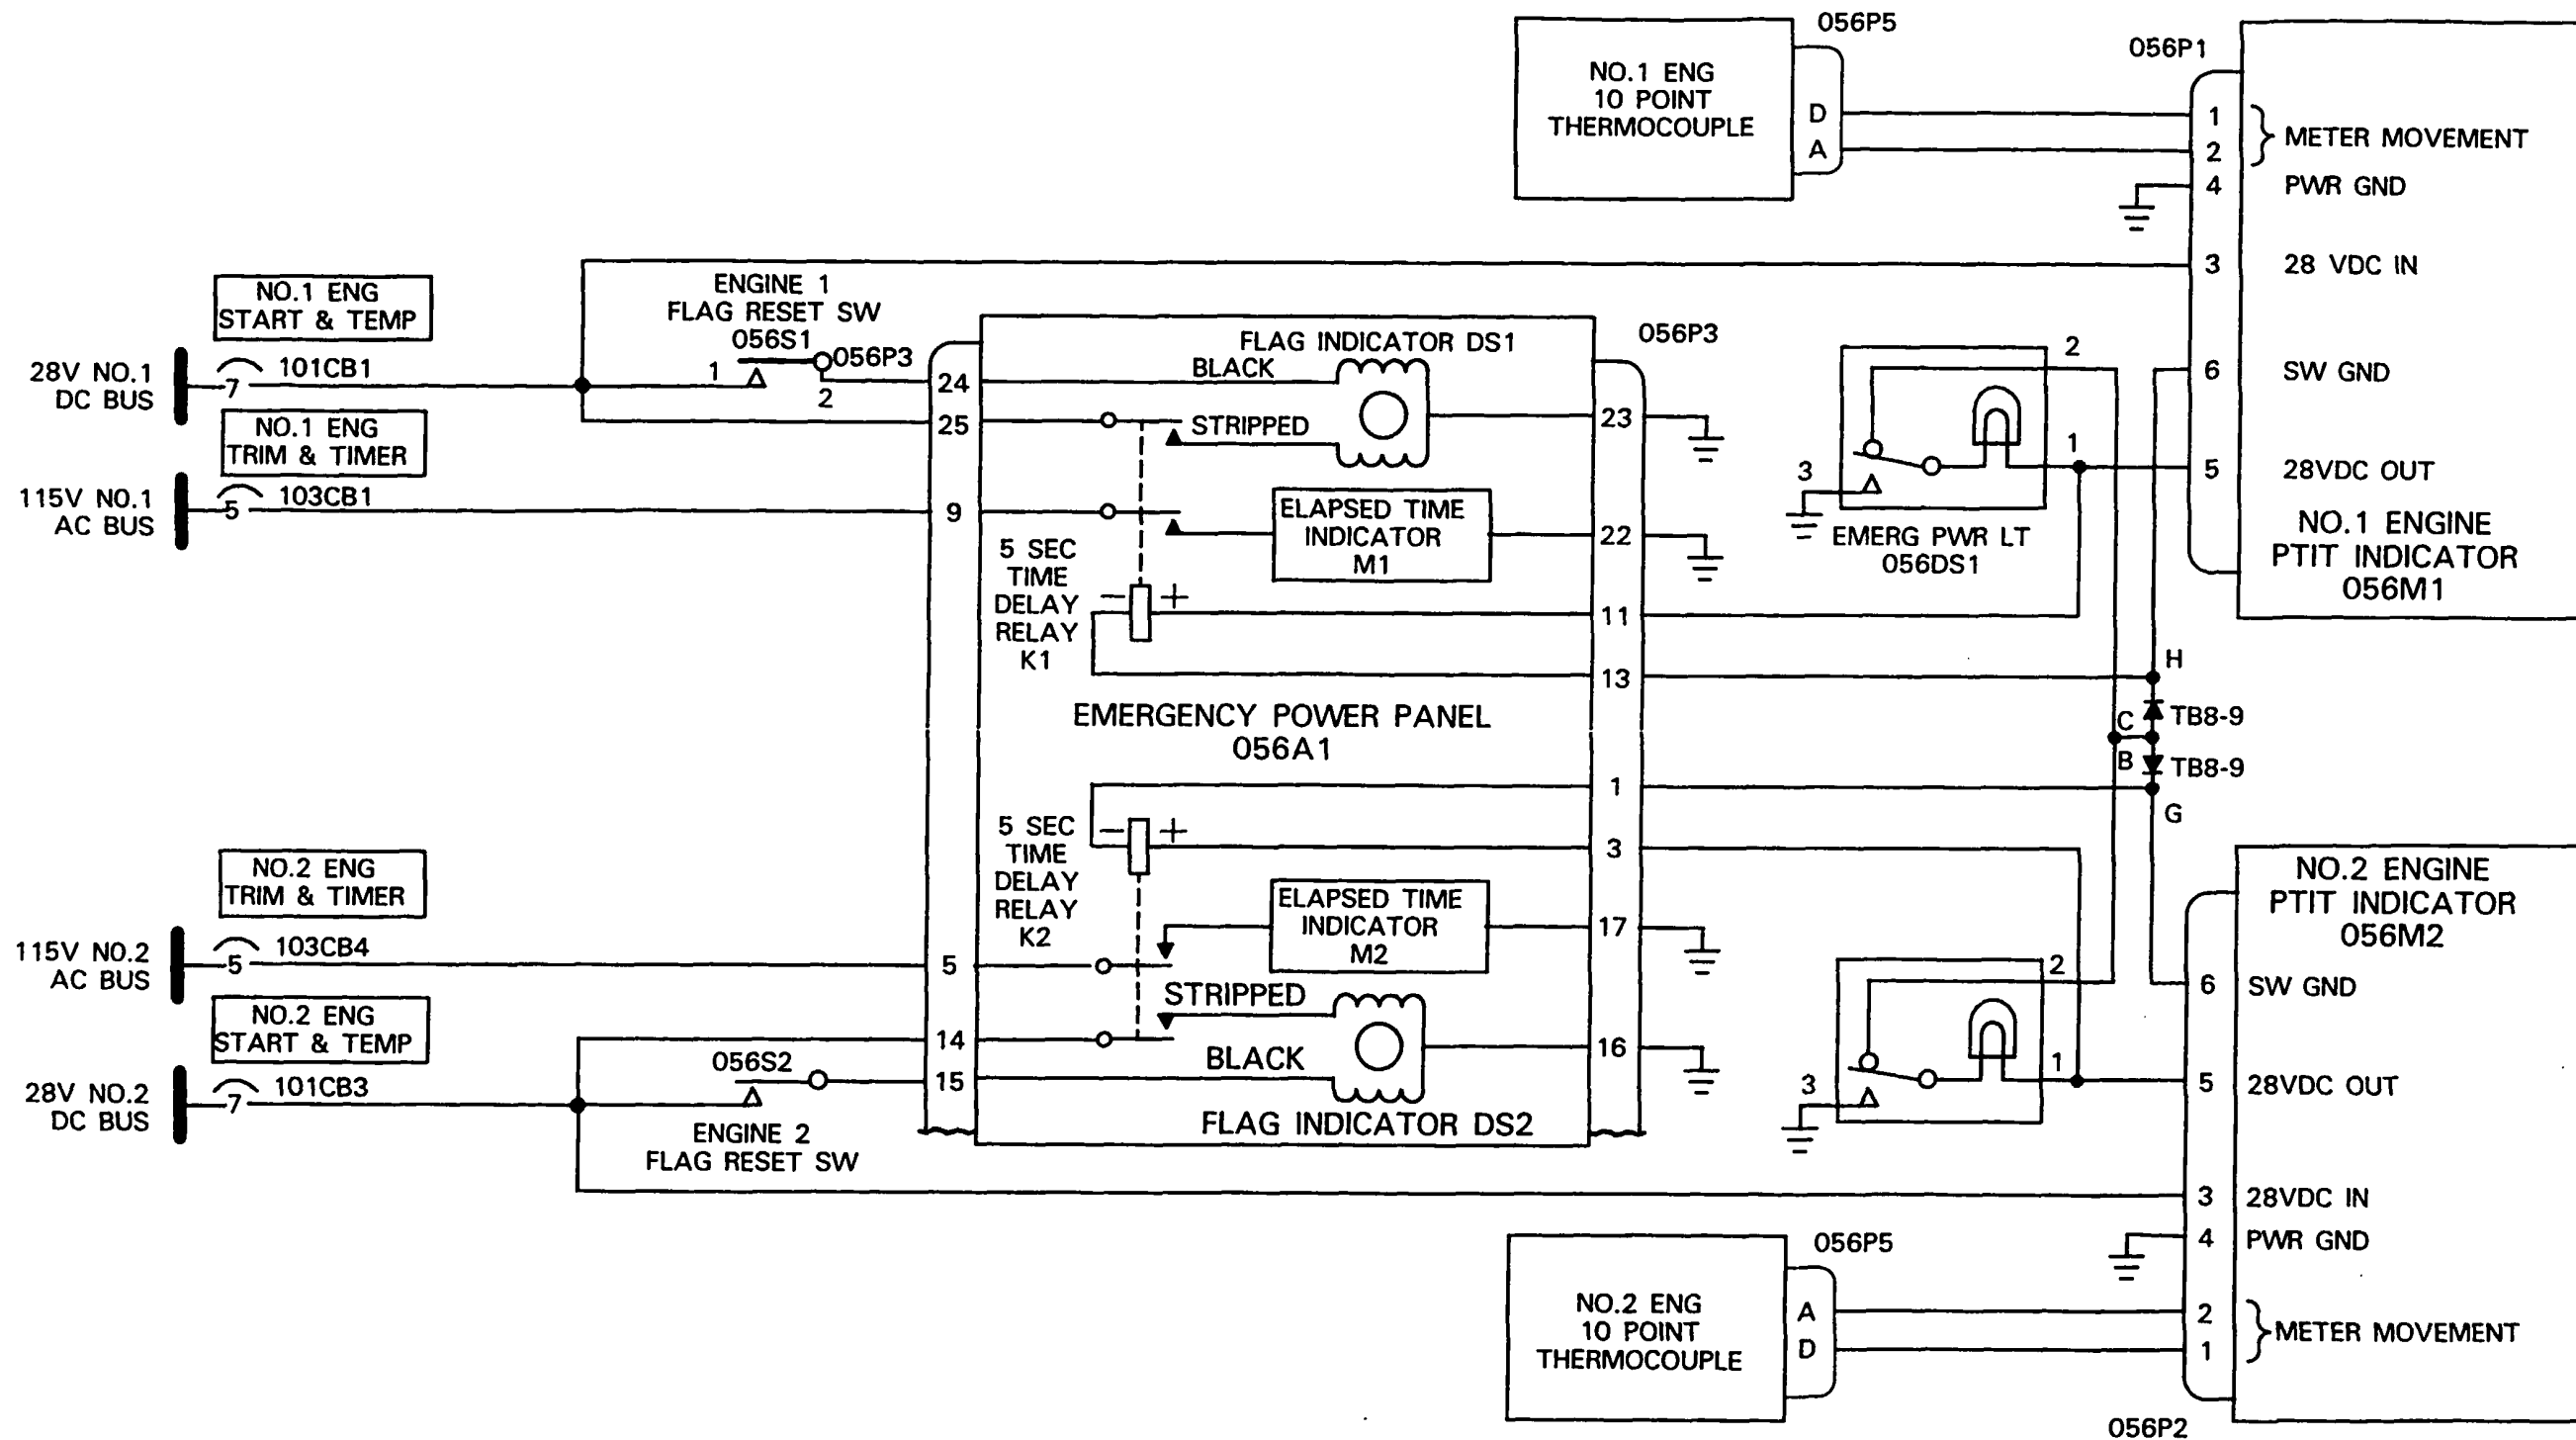 056P5
NO.1 ENG
10 POINT
THERMOCOUPLE
D
A
056P1
1
2
METER MOVEMENT
4
PWR GND
3
28 VDC IN
6
SW GND
5
28VDC OUT
NO.1 ENGINE
PTIT INDICATOR
056M1
NO.1 ENG
START & TEMP
28V NO.1
DC BUS
7
101CB1
NO.1 ENG
TRIM & TIMER
115V NO.1
AC BUS
5
103CB1
ENGINE 1
FLAG RESET SW
056S1
056P3
1
2
24
25
9
FLAG INDICATOR DS1
BLACK
STRIPPED
ELAPSED TIME
INDICATOR
M1
5 SEC
TIME
DELAY
RELAY
K1
−
+
056P3
23
22
11
13
2
1
3
EMERG PWR LT
056DS1
EMERGENCY POWER PANEL
056A1
H
C
TB8-9
B
TB8-9
G
1
3
17
16
5 SEC
TIME
DELAY
RELAY
K2
−
+
ELAPSED TIME
INDICATOR
M2
STRIPPED
BLACK
FLAG INDICATOR DS2
NO.2 ENG
TRIM & TIMER
115V NO.2
AC BUS
5
103CB4
5
NO.2 ENG
START & TEMP
28V NO.2
DC BUS
7
101CB3
14
15
056S2
ENGINE 2
FLAG RESET SW
2
1
3
NO.2 ENGINE
PTIT INDICATOR
056M2
6
SW GND
5
28VDC OUT
3
28VDC IN
4
PWR GND
2
1
METER MOVEMENT
056P5
NO.2 ENG
10 POINT
THERMOCOUPLE
A
D
056P2